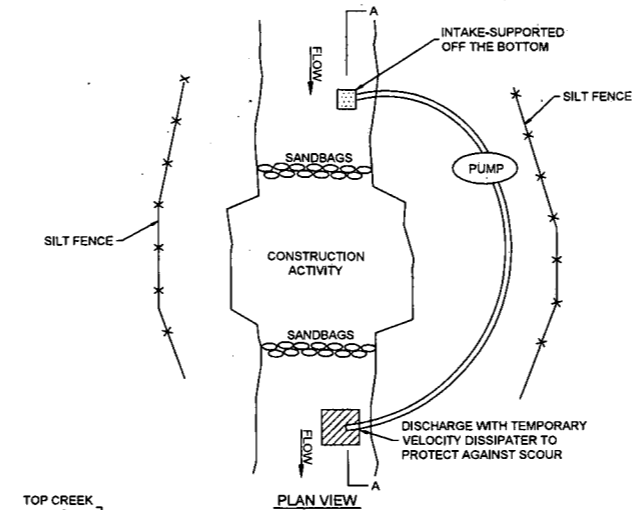 A
INTAKE-SUPPORTED
OFF THE BOTTOM
FLOW
SILT FENCE
SANDBAGS
PUMP
SILT FENCE
CONSTRUCTION
ACTIVITY
SANDBAGS
DISCHARGE WITH TEMPORARY
VELOCITY DISSIPATER TO
PROTECT AGAINST SCOUR
FLOW
A
PLAN VIEW
TOP CREEK